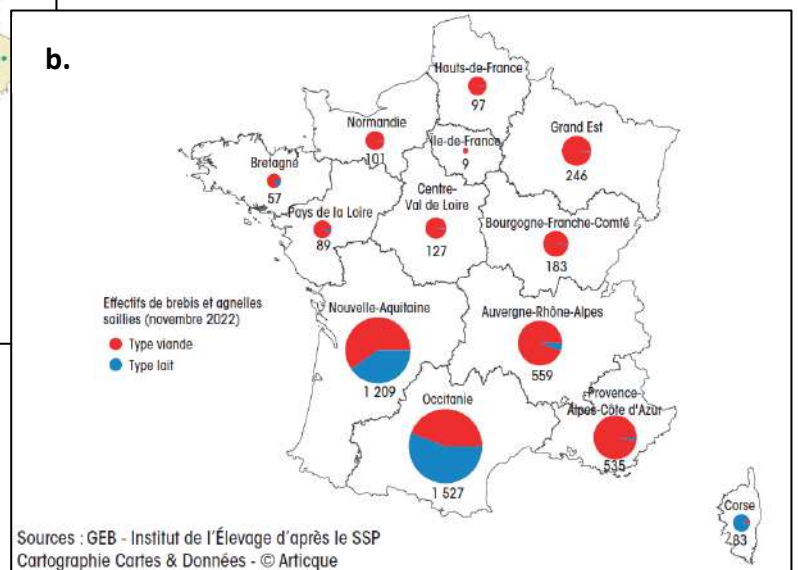 b.
Hauts-de-France
97
Normandie
101
Île-de-France
9
Grand Est
246
Bretagne
57
Pays de la Loire
89
Centre-
Val de Loire
127
Bourgogne-Franche-Comté
183
Effectifs de brebis et agnelles
saillies (novembre 2022)
Type viande
Type lait
Nouvelle-Aquitaine
1 209
Auvergne-Rhône-Alpes
559
Occitanie
1 527
Provence-
Alpes-Côte d'Azur
535
Corse
83
Sources : GEB - Institut de l'Élevage d'après le SSP
Cartographie Cartes & Données - © Articque